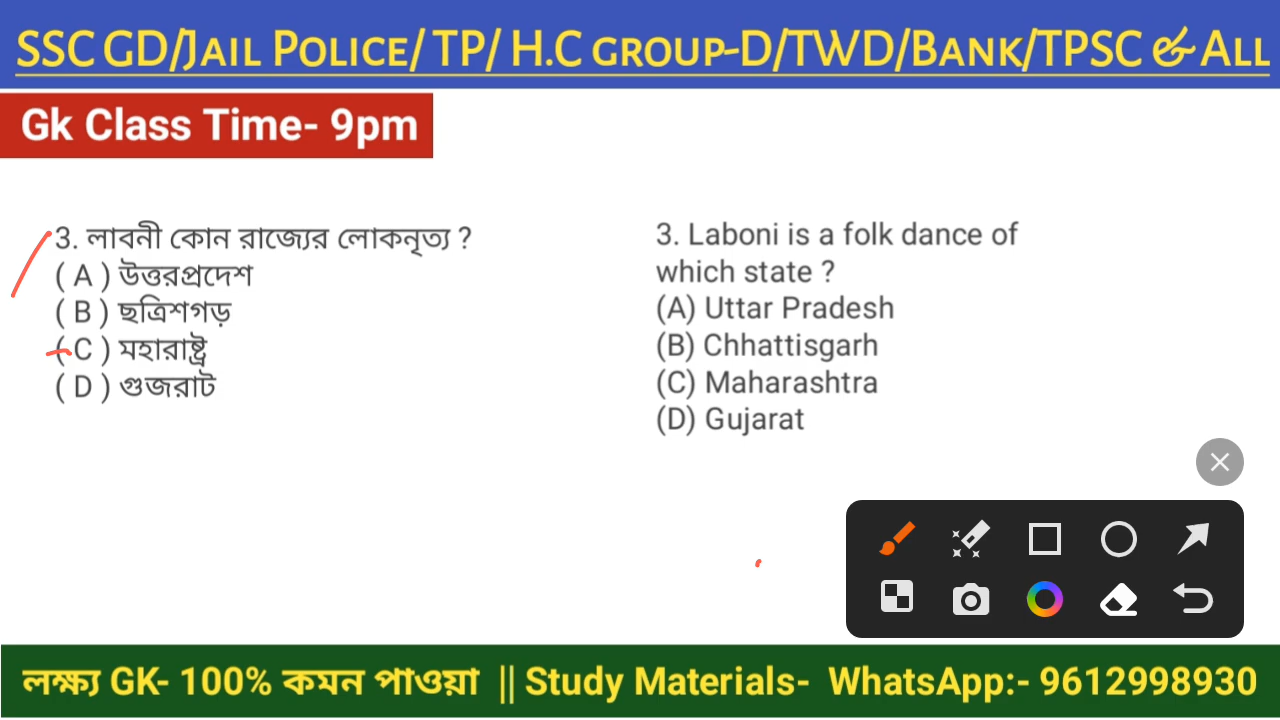 SSC GD/Jail Police/ TP/ H.C group-D/TWD/Bank/TPSC & All
Gk Class Time- 9pm
3. লাবনী কোন রাজ্যের লোকনৃত্য ?
( A ) উত্তরপ্রদেশ
( B ) ছত্রিশগড়
( C ) মহারাষ্ট্র
( D ) গুজরাট
3. Laboni is a folk dance of
which state ?
(A) Uttar Pradesh
(B) Chhattisgarh
(C) Maharashtra
(D) Gujarat
লক্ষ্য GK- 100% কমন পাওয়া || Study Materials- WhatsApp:- 9612998930